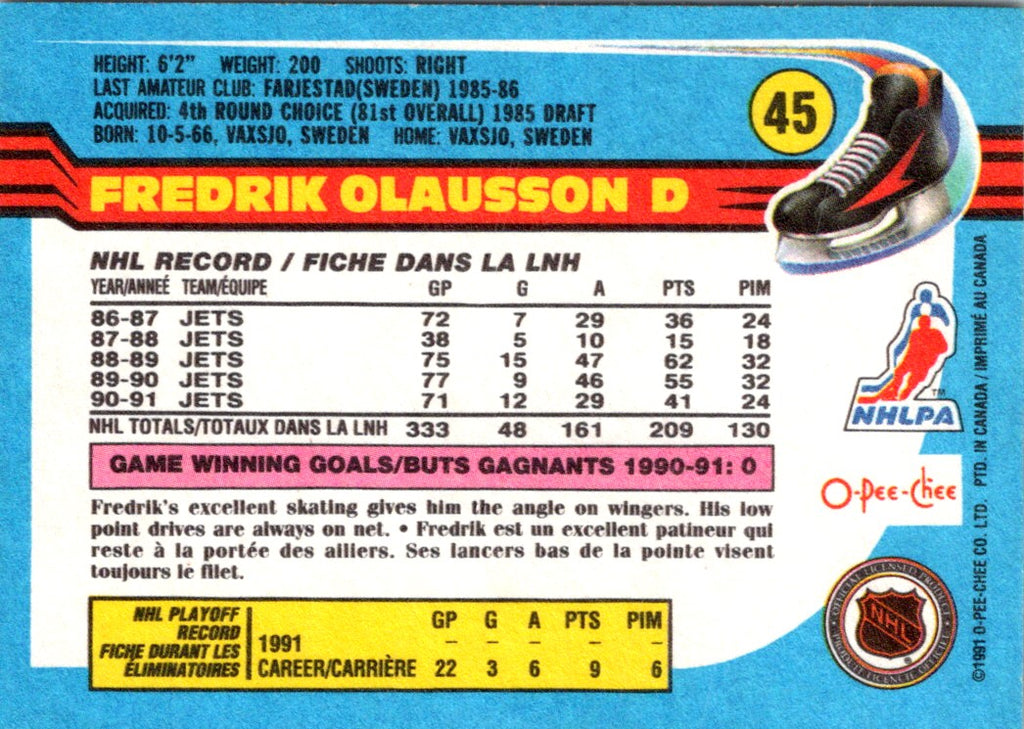 HEIGHT: 6'2" WEIGHT: 200 SHOOTS: RIGHT
LAST AMATEUR CLUB: FARJESTAD(SWEDEN) 1985-86
ACQUIRED: 4th ROUND CHOICE (81st OVERALL) 1985 DRAFT
BORN: 10-5-66, VAXSJO, SWEDEN HOME: VAXSJO, SWEDEN
45
FREDRIK OLAUSSON D
NHL RECORD / FICHE DANS LA LNH
YEAR/ANNEÉ TEAM/ÉQUIPE GP G A PTS PIM
86-87 JETS 72 7 29 36 24
87-88 JETS 38 5 10 15 18
88-89 JETS 75 15 47 62 32
89-90 JETS 77 9 46 55 32
90-91 JETS 71 12 29 41 24
NHL TOTALS/TOTAUX DANS LA LNH 333 48 161 209 130
GAME WINNING GOALS/BUTS GAGNANTS 1990-91: 0
Fredrik's excellent skating gives him the angle on wingers. His low
point drives are always on net. • Fredrik est un excellent patineur qui
reste à la portée des ailiers. Ses lancers bas de la pointe visent
toujours le filet.
NHL PLAYOFF
RECORD
FICHE DURANT LES
ÉLIMINATOIRES
GP G A PTS PIM
1991 – – – – –
CAREER/CARRIÈRE 22 3 6 9 6
TM
NHLPA
O-Pee-Chee
OFFICIAL LICENSED PRODUCT
NHL
®
PRODUIT LICENCIÉ OFFICIEL
©1991 O-PEE-CHEE CO. LTD. PTD. IN CANADA / IMPRIMÉ AU CANADA